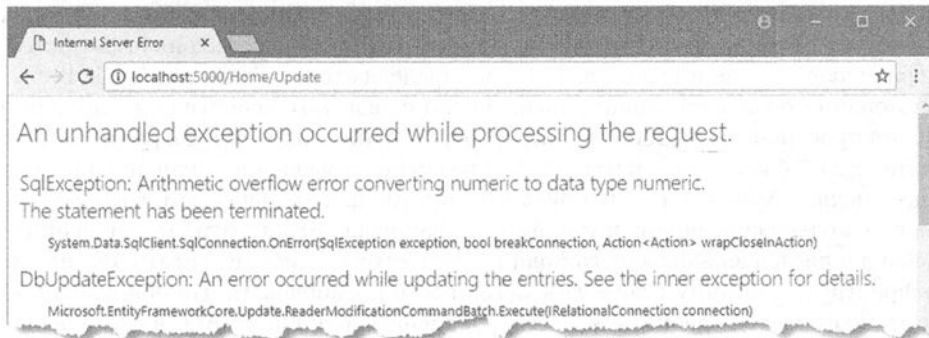 Internal Server Error
localhost:5000/Home/Update
An unhandled exception occurred while processing the request.
SqlException: Arithmetic overflow error converting numeric to data type numeric.
The statement has been terminated.
System.Data.SqlClient.SqlConnection.OnError(SqlException exception, bool breakConnection, Action<Action> wrapCloseInAction)
DbUpdateException: An error occurred while updating the entries. See the inner exception for details.
Microsoft.EntityFrameworkCore.Update.ReaderModificationCommandBatch.Execute(IRelationalConnection connection)